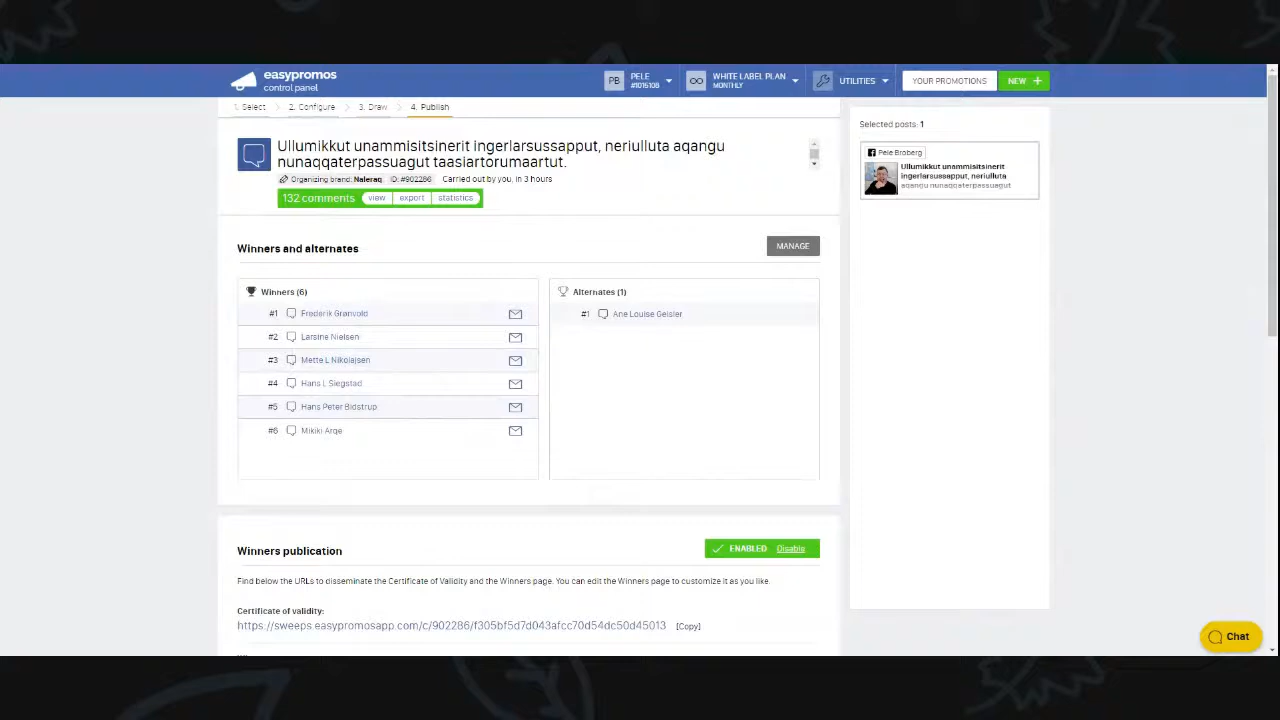 easypromos
control panel
PB
PELE
#1016108
WHITE LABEL PLAN
MONTHLY
UTILITIES
YOUR PROMOTIONS
NEW +
1. Select
2. Configure
3. Draw
4. Publish
Ullumikkut unammisitsinerit ingerlarsussapput, neriulluta aqangu
nunaqqaterpassuagut taasiartorumaartut.
Organizing brand: Naleraq ID: #902286 Carried out by you, in 3 hours
132 comments view export statistics
Winners and alternates
MANAGE
Winners (6)
#1 Frederik Grønvold
#2 Larsine Nielsen
#3 Mette L Nikolajsen
#4 Hans L Siegstad
#5 Hans Peter Bidstrup
#6 Mikiki Arqe
Alternates (1)
#1 Ane Louise Geisler
Winners publication
ENABLED Disable
Find below the URLs to disseminate the Certificate of Validity and the Winners page. You can edit the Winners page to customize it as you like.
Certificate of validity:
https://sweeps.easypromosapp.com/c/902286/f305bf5d7d043afcc70d54dc50d45013 [Copy]
Selected posts: 1
Pele Broberg
Ullumikkut unammisitsinerit
ingerlarsussapput, neriulluta
aqangu nunaqqaterpassuagut
Chat